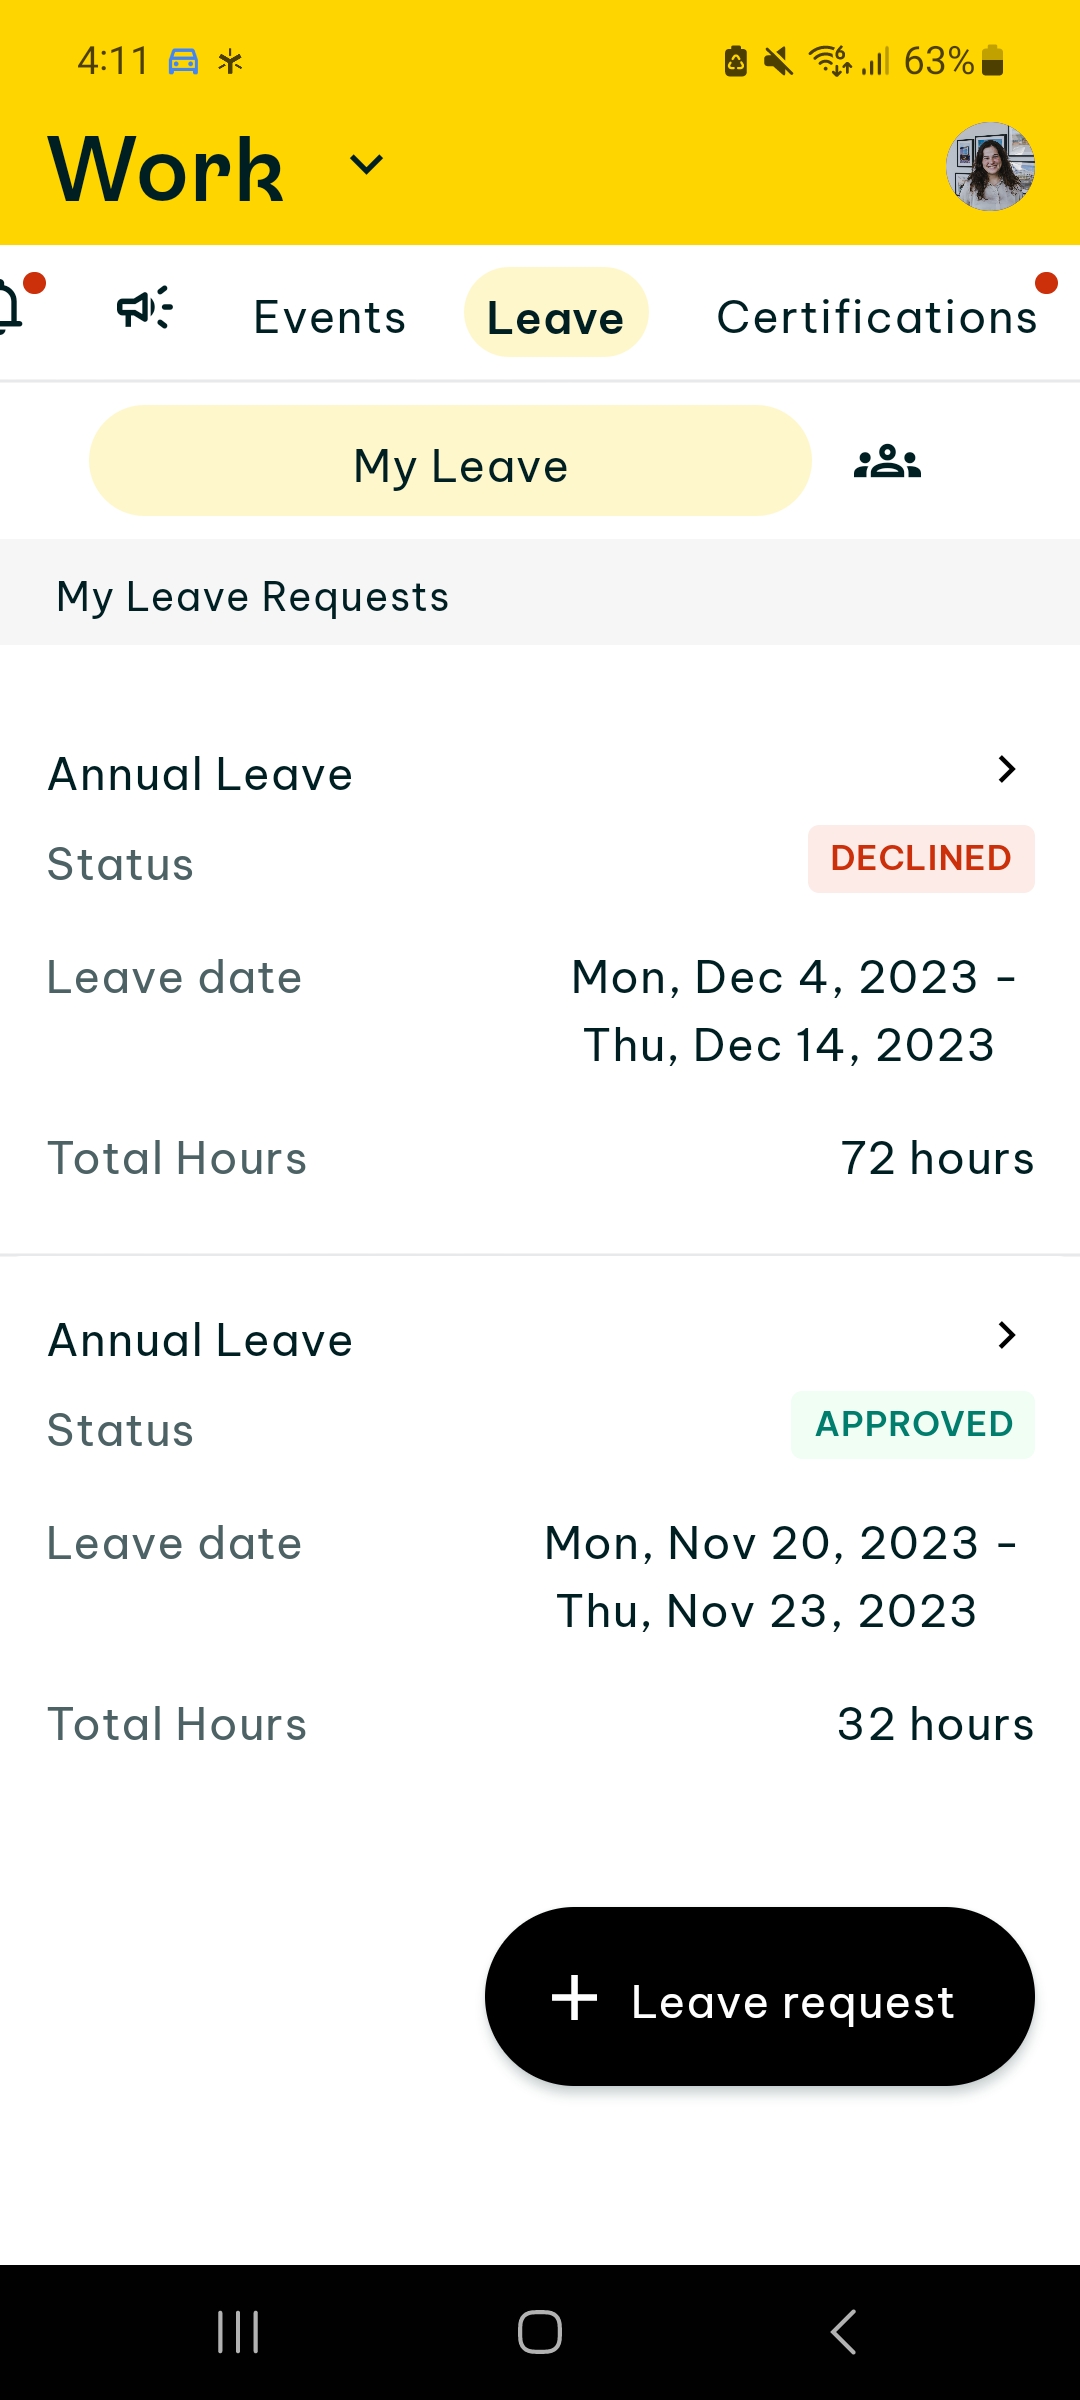 4:11 63%
Work
Events Leave Certifications
My Leave
My Leave Requests
Annual Leave
Status DECLINED
Leave date Mon, Dec 4, 2023 -
Thu, Dec 14, 2023
Total Hours 72 hours
Annual Leave
Status APPROVED
Leave date Mon, Nov 20, 2023 -
Thu, Nov 23, 2023
Total Hours 32 hours
+ Leave request